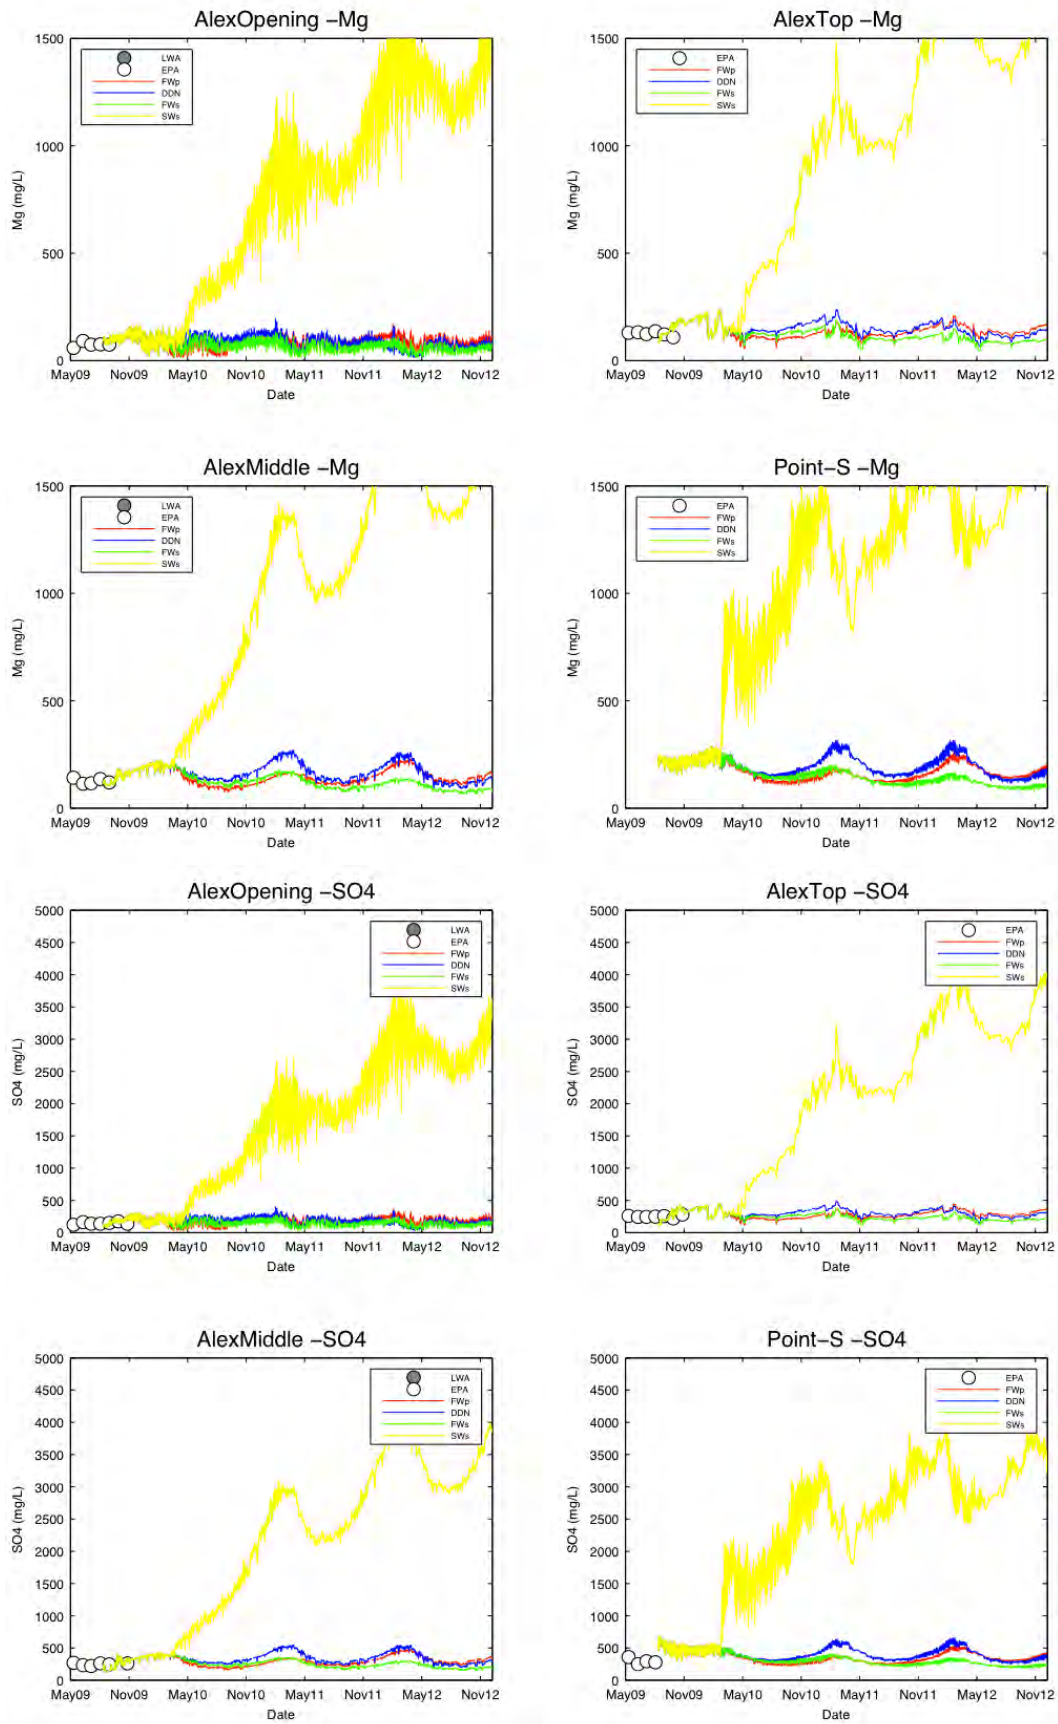 AlexOpening −Mg
1500
1000
500
0
Mg (mg/L)
LWA
EPA
FWp
DDN
FWs
SWs
May09 Nov09 May10 Nov10 May11 Nov11 May12 Nov12
Date
AlexTop −Mg
1500
1000
500
0
Mg (mg/L)
EPA
FWp
DDN
FWs
SWs
May09 Nov09 May10 Nov10 May11 Nov11 May12 Nov12
Date
AlexMiddle −Mg
1500
1000
500
0
Mg (mg/L)
LWA
EPA
FWp
DDN
FWs
SWs
May09 Nov09 May10 Nov10 May11 Nov11 May12 Nov12
Date
Point−S −Mg
1500
1000
500
0
Mg (mg/L)
EPA
FWp
DDN
FWs
SWs
May09 Nov09 May10 Nov10 May11 Nov11 May12 Nov12
Date
AlexOpening −SO4
5000
4500
4000
3500
3000
2500
2000
1500
1000
500
0
SO4 (mg/L)
LWA
EPA
FWp
DDN
FWs
SWs
May09 Nov09 May10 Nov10 May11 Nov11 May12 Nov12
Date
AlexTop −SO4
5000
4500
4000
3500
3000
2500
2000
1500
1000
500
0
SO4 (mg/L)
EPA
FWp
DDN
FWs
SWs
May09 Nov09 May10 Nov10 May11 Nov11 May12 Nov12
Date
AlexMiddle −SO4
5000
4500
4000
3500
3000
2500
2000
1500
1000
500
0
SO4 (mg/L)
LWA
EPA
FWp
DDN
FWs
SWs
May09 Nov09 May10 Nov10 May11 Nov11 May12 Nov12
Date
Point−S −SO4
5000
4500
4000
3500
3000
2500
2000
1500
1000
500
0
SO4 (mg/L)
EPA
FWp
DDN
FWs
SWs
May09 Nov09 May10 Nov10 May11 Nov11 May12 Nov12
Date